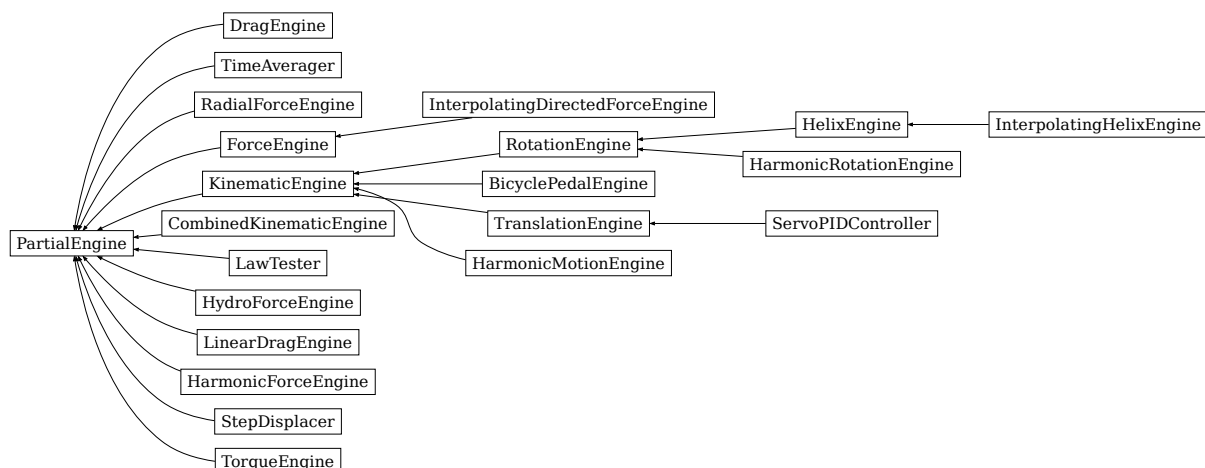 DragEngine
TimeAverager
RadialForceEngine
InterpolatingDirectedForceEngine
HelixEngine
InterpolatingHelixEngine
ForceEngine
RotationEngine
HarmonicRotationEngine
KinematicEngine
BicyclePedalEngine
CombinedKinematicEngine
TranslationEngine
ServoPIDController
PartialEngine
LawTester
HarmonicMotionEngine
HydroForceEngine
LinearDragEngine
HarmonicForceEngine
StepDisplacer
TorqueEngine